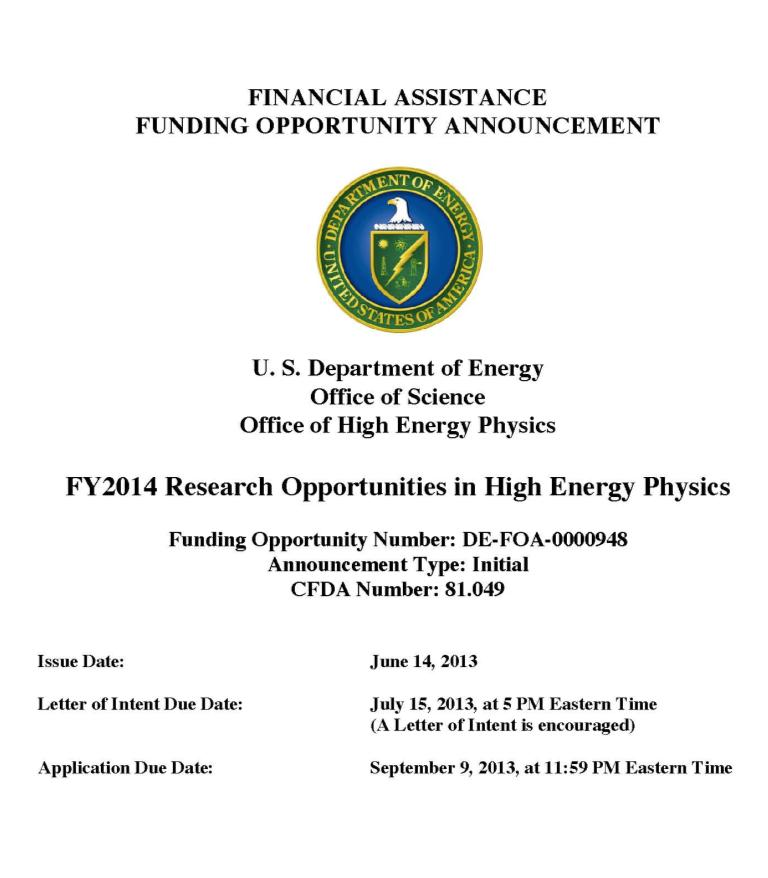 FINANCIAL ASSISTANCE
FUNDING OPPORTUNITY ANNOUNCEMENT
DEPARTMENT OF ENERGY
UNITED STATES OF AMERICA
U. S. Department of Energy
Office of Science
Office of High Energy Physics
FY2014 Research Opportunities in High Energy Physics
Funding Opportunity Number: DE-FOA-0000948
Announcement Type: Initial
CFDA Number: 81.049
Issue Date: June 14, 2013
Letter of Intent Due Date: July 15, 2013, at 5 PM Eastern Time
(A Letter of Intent is encouraged)
Application Due Date: September 9, 2013, at 11:59 PM Eastern Time